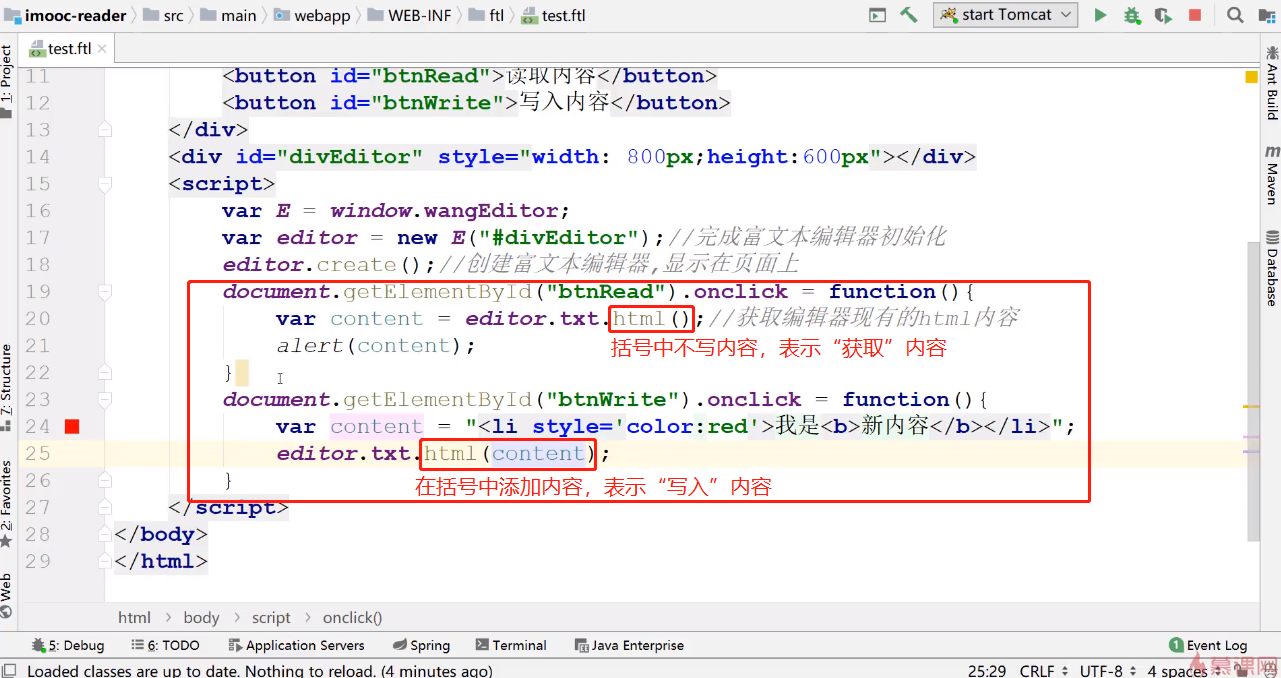 imooc-reader src main webapp WEB-INF ftl test.ftl start Tomcat
test.ftl
1: Project
7: Structure
2: Favorites
Web
11 <button id="btnRead">读取内容</button>
12 <button id="btnWrite">写入内容</button>
13 </div>
14 <div id="divEditor" style="width: 800px;height:600px"></div>
15 <script>
16 var E = window.wangEditor;
17 var editor = new E("#divEditor");//完成富文本编辑器初始化
18 editor.create();//创建富文本编辑器,显示在页面上
19 document.getElementById("btnRead").onclick = function(){
20 var content = editor.txt.html();//获取编辑器现有的html内容
21 alert(content);
括号中不写内容，表示“获取”内容
22 }
23 document.getElementById("btnWrite").onclick = function(){
24 var content = "<li style='color:red'>我是<b>新内容</b></li>";
25 editor.txt.html(content);
26 }
在括号中添加内容，表示“写入”内容
27 </script>
28 </body>
29 </html>
Ant Build
Maven
Database
html body script onclick()
5: Debug 6: TODO Application Servers Spring Terminal Java Enterprise 1 Event Log
Loaded classes are up to date. Nothing to reload. (4 minutes ago) 25:29 CRLF UTF-8 4 spaces
慕课网